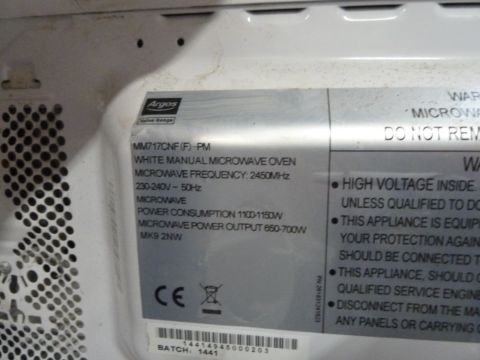 Argos
Value Range
MM717CNF (F) -PM
WHITE MANUAL MICROWAVE OVEN
MICROWAVE FREQUENCY: 2450MHz
230-240V~ 50Hz
MICROWAVE
POWER CONSUMPTION 1100-1150W
MICROWAVE POWER OUTPUT 650-700W
MK9 2NW
CE
BATCH: 1441
WAR
MICROWA
DO NOT REM
WA
• HIGH VOLTAGE INSIDE.
UNLESS QUALIFIED TO DO
• THIS APPLIANCE IS EQUIP
YOUR PROTECTION AGAIN
SHOULD BE CONNECTED T
• THIS APPLIANCE, SHOULD
QUALIFIED SERVICE ENGIN
• DISCONNECT FROM THE MA
ANY PANELS OR CARRYING